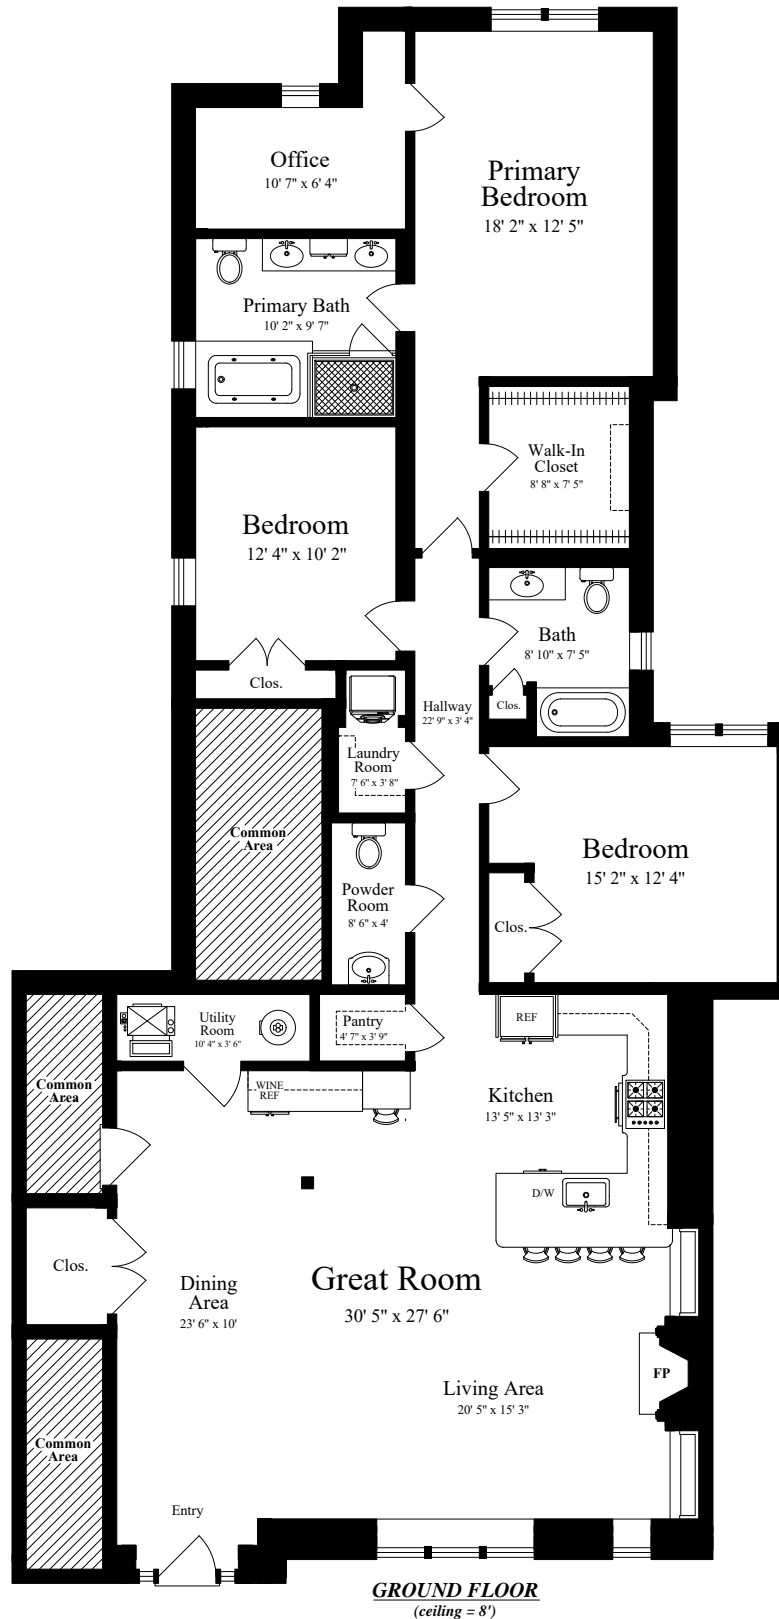 Office
10' 7" x 6' 4"
Primary
Bedroom
18' 2" x 12' 5"
Primary Bath
10' 2" x 9' 7"
Walk-In
Closet
8' 8" x 7' 5"
Bedroom
12' 4" x 10' 2"
Bath
8' 10" x 7' 5"
Clos.
Clos.
Hallway
22' 9" x 3' 4"
Laundry
Room
7' 6" x 3' 8"
Common
Area
Bedroom
15' 2" x 12' 4"
Powder
Room
8' 6" x 4'
Clos.
Utility
Room
10' 4" x 3' 6"
Pantry
4' 7" x 3' 9"
REF
Common
Area
WINE
REF
Kitchen
13' 5" x 13' 3"
D/W
Clos.
Dining
Area
23' 6" x 10'
Great Room
30' 5" x 27' 6"
FP
Living Area
20' 5" x 15' 3"
Common
Area
Entry
GROUND FLOOR
(ceiling = 8')